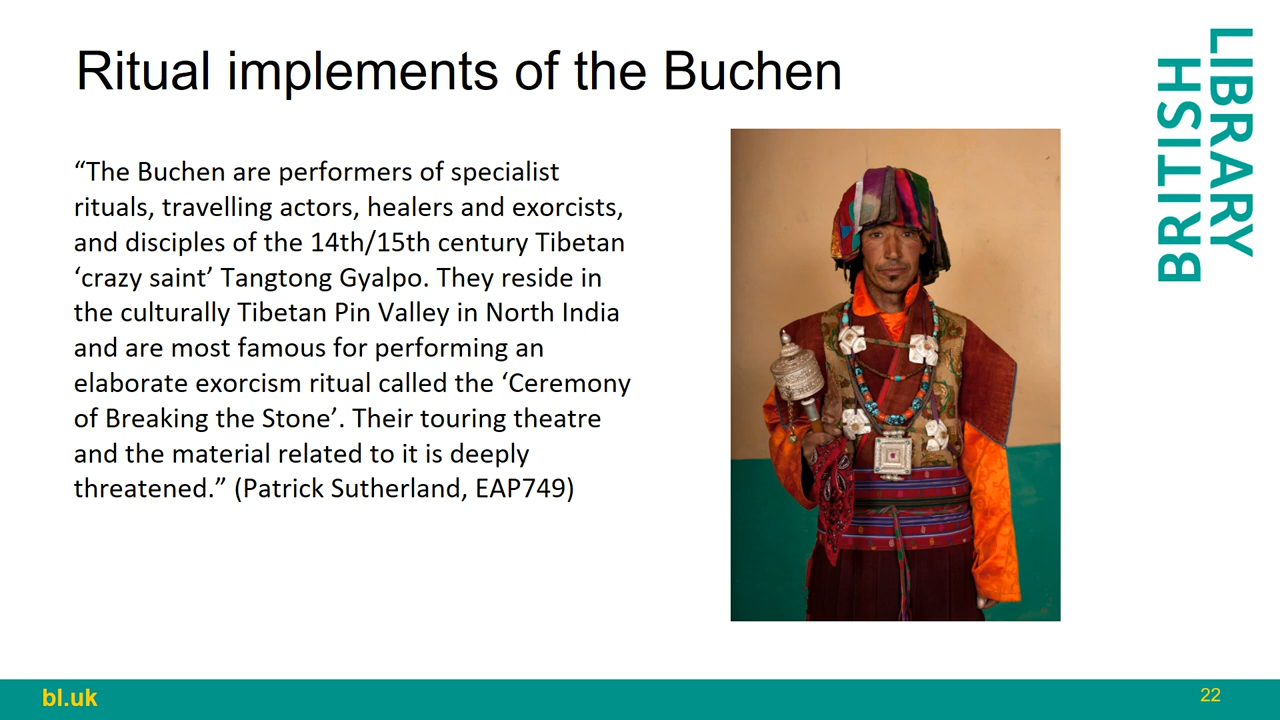 Ritual implements of the Buchen
“The Buchen are performers of specialist
rituals, travelling actors, healers and exorcists,
and disciples of the 14th/15th century Tibetan
‘crazy saint’ Tangtong Gyalpo. They reside in
the culturally Tibetan Pin Valley in North India
and are most famous for performing an
elaborate exorcism ritual called the ‘Ceremony
of Breaking the Stone’. Their touring theatre
and the material related to it is deeply
threatened.” (Patrick Sutherland, EAP749)
BRITISH
LIBRARY
bl.uk
22